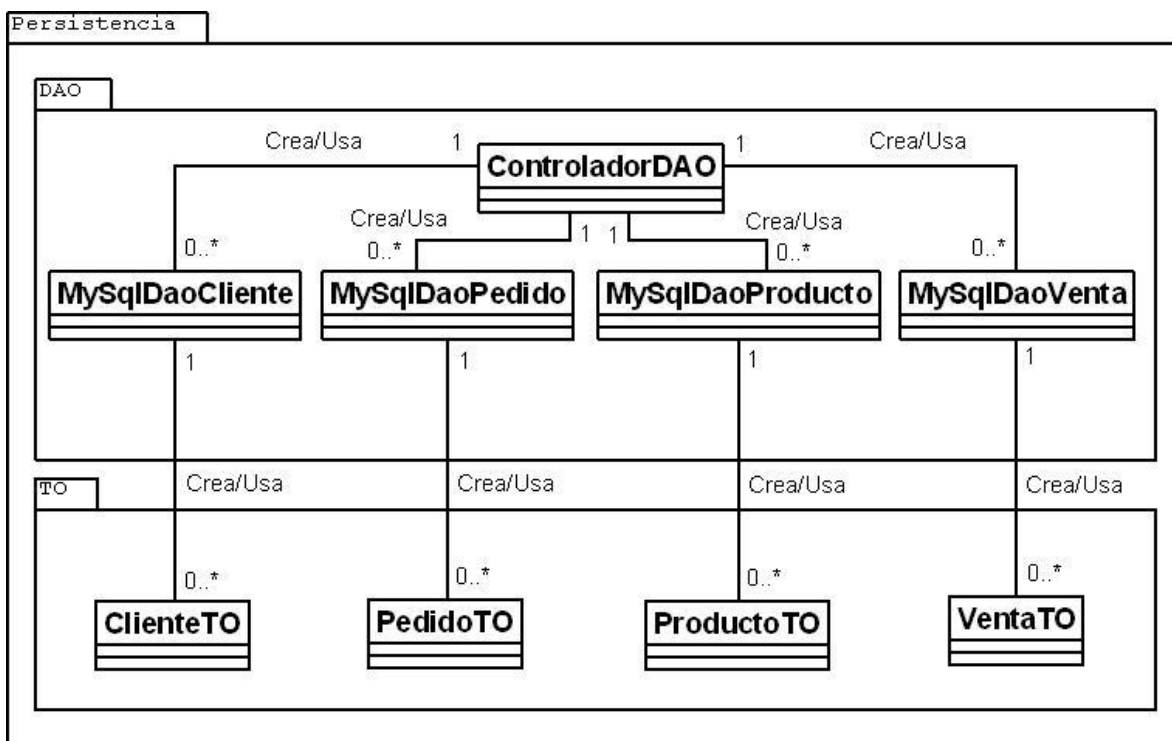 Persistencia
DAO
Crea/Usa 1 1 Crea/Usa
ControladorDAO
Crea/Usa 1 1 Crea/Usa
0..* 0..* 0..* 0..*
MySqlDaoCliente MySqlDaoPedido MySqlDaoProducto MySqlDaoVenta
1 1 1 1
Crea/Usa Crea/Usa Crea/Usa Crea/Usa
TO
0..* 0..* 0..* 0..*
ClienteTO PedidoTO ProductoTO VentaTO